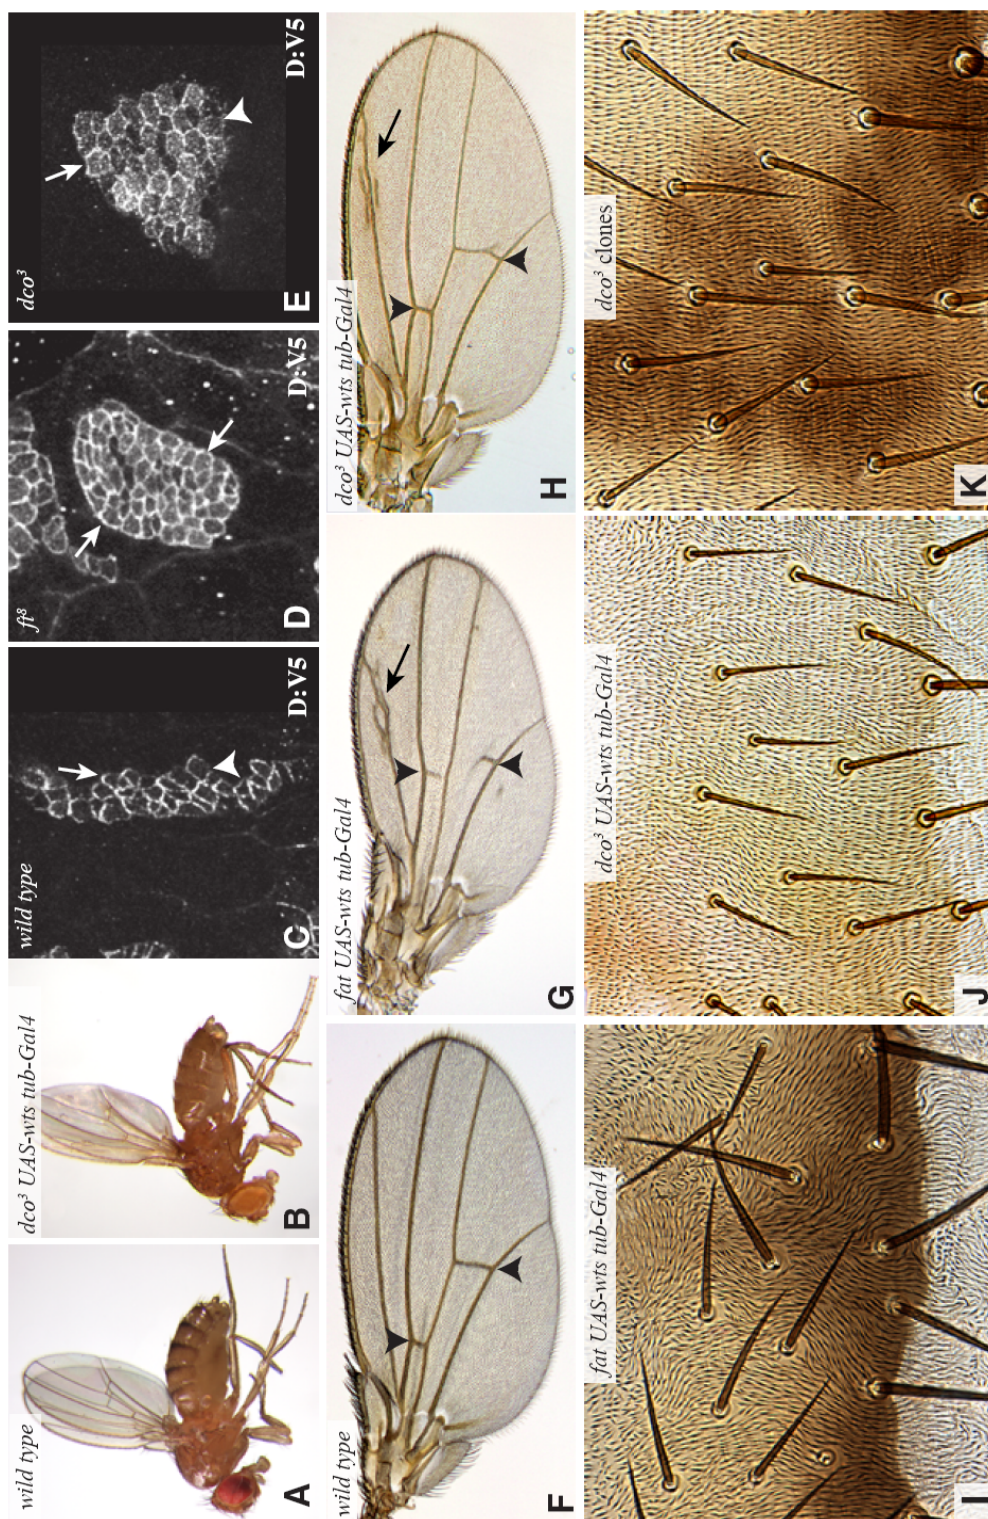 wild type
A
dco³ UAS-wts tub-Gal4
B
wild type
C
D:V5
ft⁸
D
D:V5
dco³
E
D:V5
wild type
F
fat UAS-wts tub-Gal4
G
dco³ UAS-wts tub-Gal4
H
fat UAS-wts tub-Gal4
I
dco³ UAS-wts tub-Gal4
J
dco³ clones
K